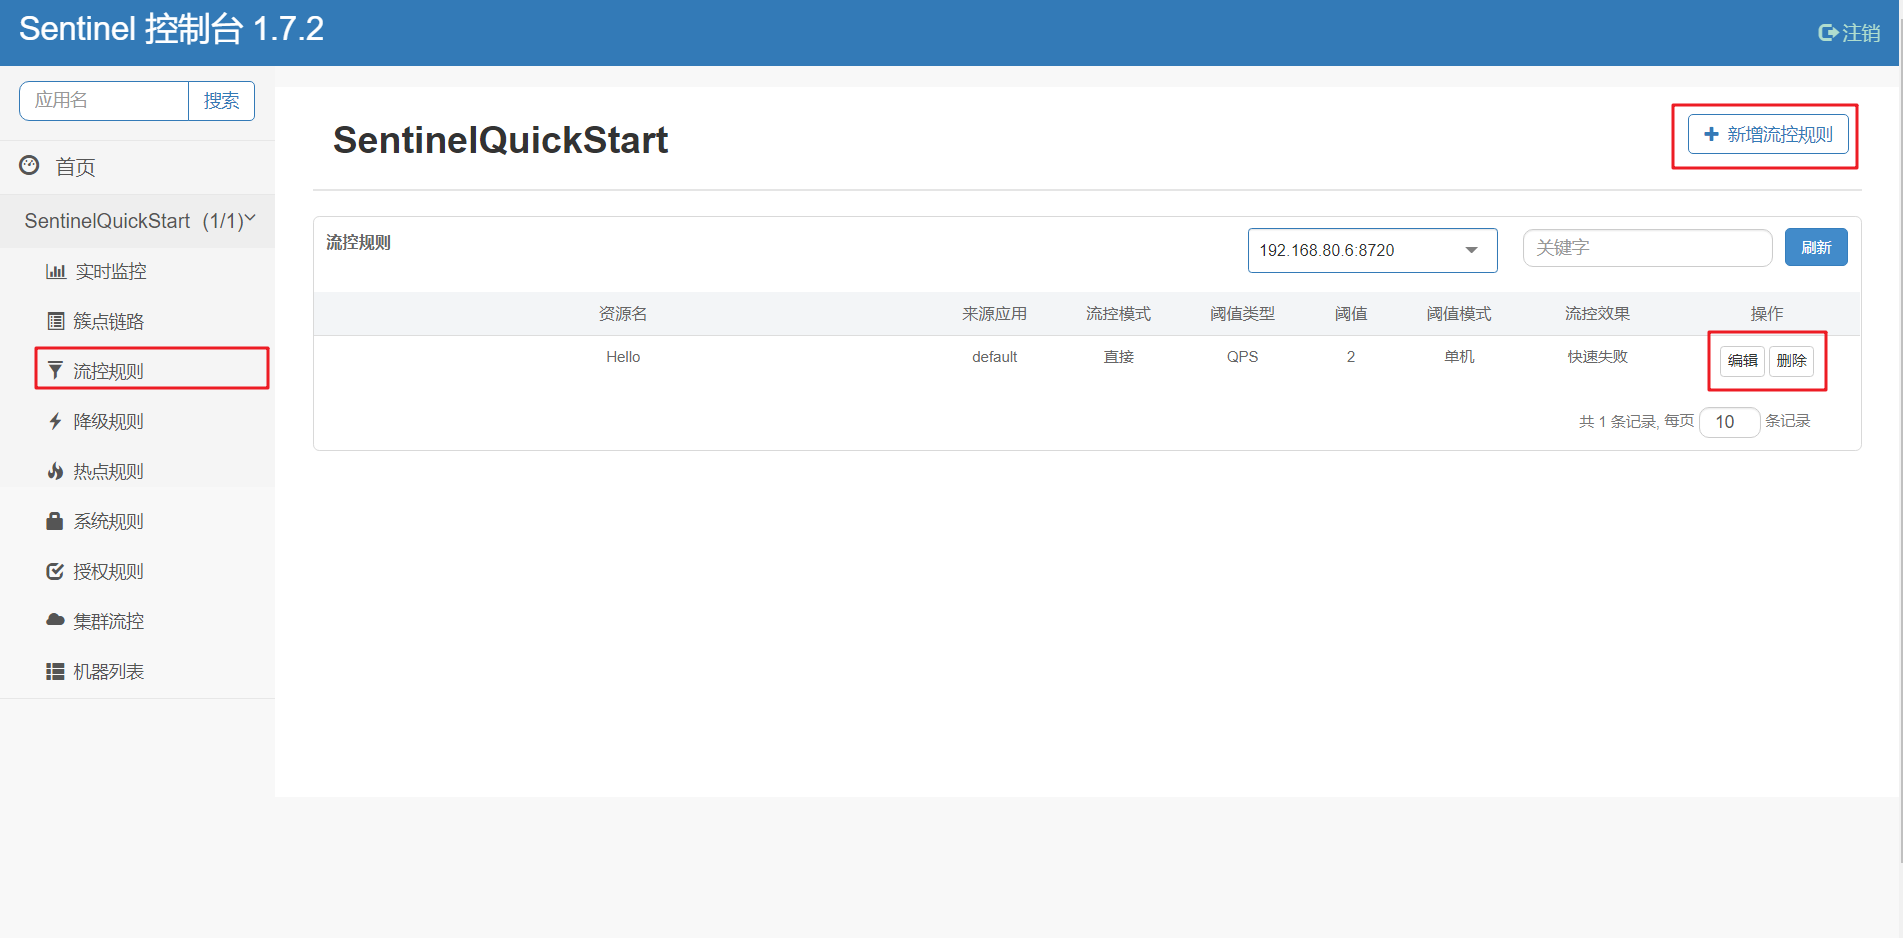 Sentinel 控制台 1.7.2
注销
应用名
搜索
首页
SentinelQuickStart (1/1)
实时监控
簇点链路
流控规则
降级规则
热点规则
系统规则
授权规则
集群流控
机器列表
SentinelQuickStart
新增流控规则
流控规则
192.168.80.6:8720
关键字
刷新
资源名 来源应用 流控模式 阈值类型 阈值 阈值模式 流控效果 操作
Hello default 直接 QPS 2 单机 快速失败 编辑 删除
共 1 条记录, 每页 10 条记录